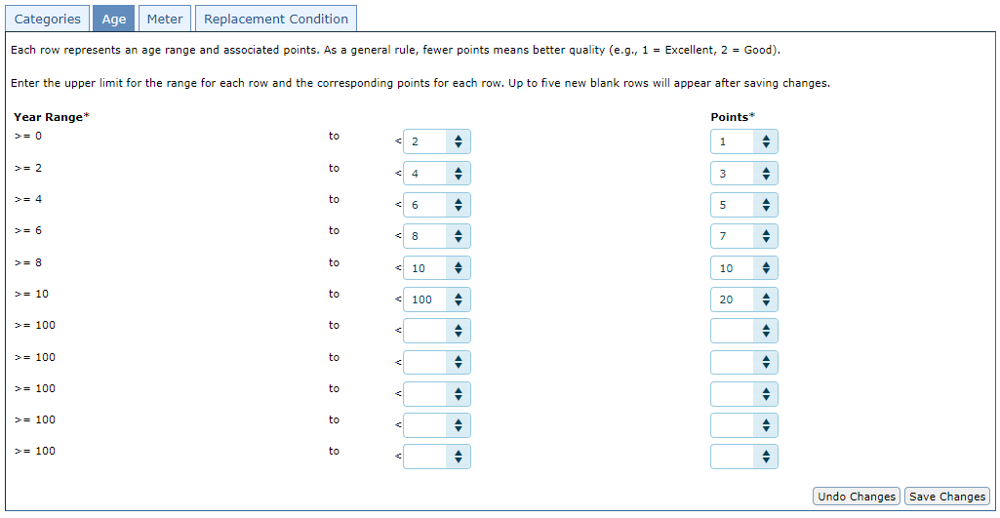 Categories Age Meter Replacement Condition
Each row represents an age range and associated points. As a general rule, fewer points means better quality (e.g., 1 = Excellent, 2 = Good).
Enter the upper limit for the range for each row and the corresponding points for each row. Up to five new blank rows will appear after saving changes.
Year Range* Points*
>= 0 to < 2 1
>= 2 to < 4 3
>= 4 to < 6 5
>= 6 to < 8 7
>= 8 to < 10 10
>= 10 to < 100 20
>= 100 to <
>= 100 to <
>= 100 to <
>= 100 to <
>= 100 to <
Undo Changes Save Changes